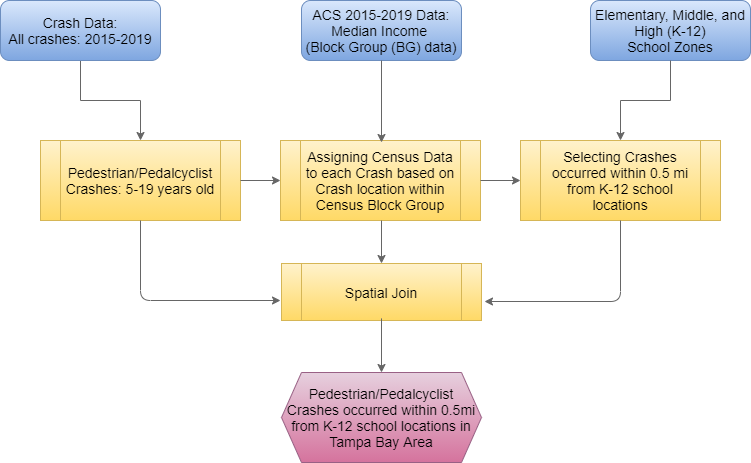 Crash Data:
All crashes: 2015-2019
ACS 2015-2019 Data:
Median Income
(Block Group (BG) data)
Elementary, Middle, and
High (K-12)
School Zones
Pedestrian/Pedalcyclist
Crashes: 5-19 years old
Assigning Census Data
to each Crash based on
Crash location within
Census Block Group
Selecting Crashes
occurred within 0.5 mi
from K-12 school
locations
Spatial Join
Pedestrian/Pedalcyclist
Crashes occurred within 0.5mi
from K-12 school locations in
Tampa Bay Area